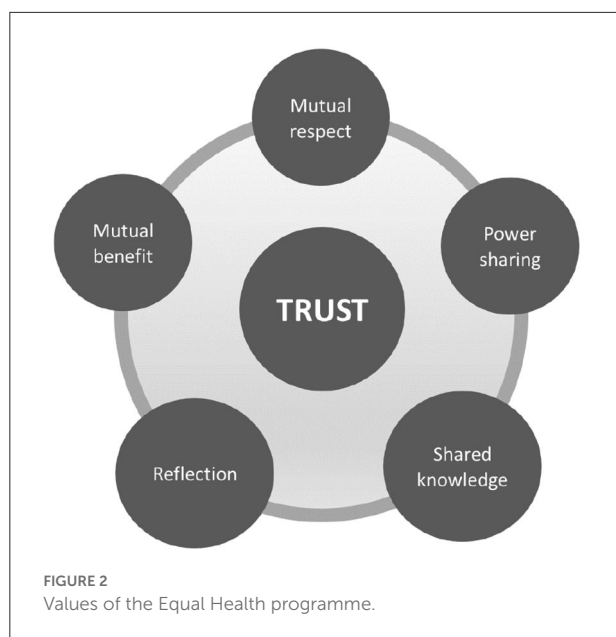 Mutual
respect
Mutual
benefit
Power
sharing
TRUST
Reflection
Shared
knowledge
FIGURE 2
Values of the Equal Health programme.